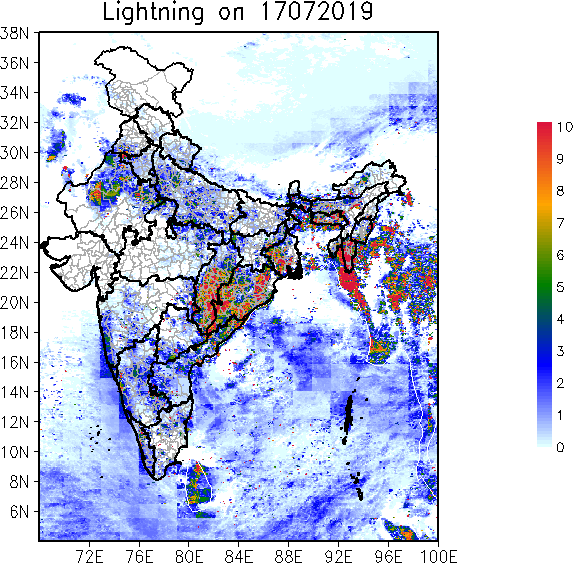 Lightning on 17072019
38N
36N
34N
32N
30N
28N
26N
24N
22N
20N
18N
16N
14N
12N
10N
8N
6N
72E 76E 80E 84E 88E 92E 96E 100E
10
9
8
7
6
5
4
3
2
1
0